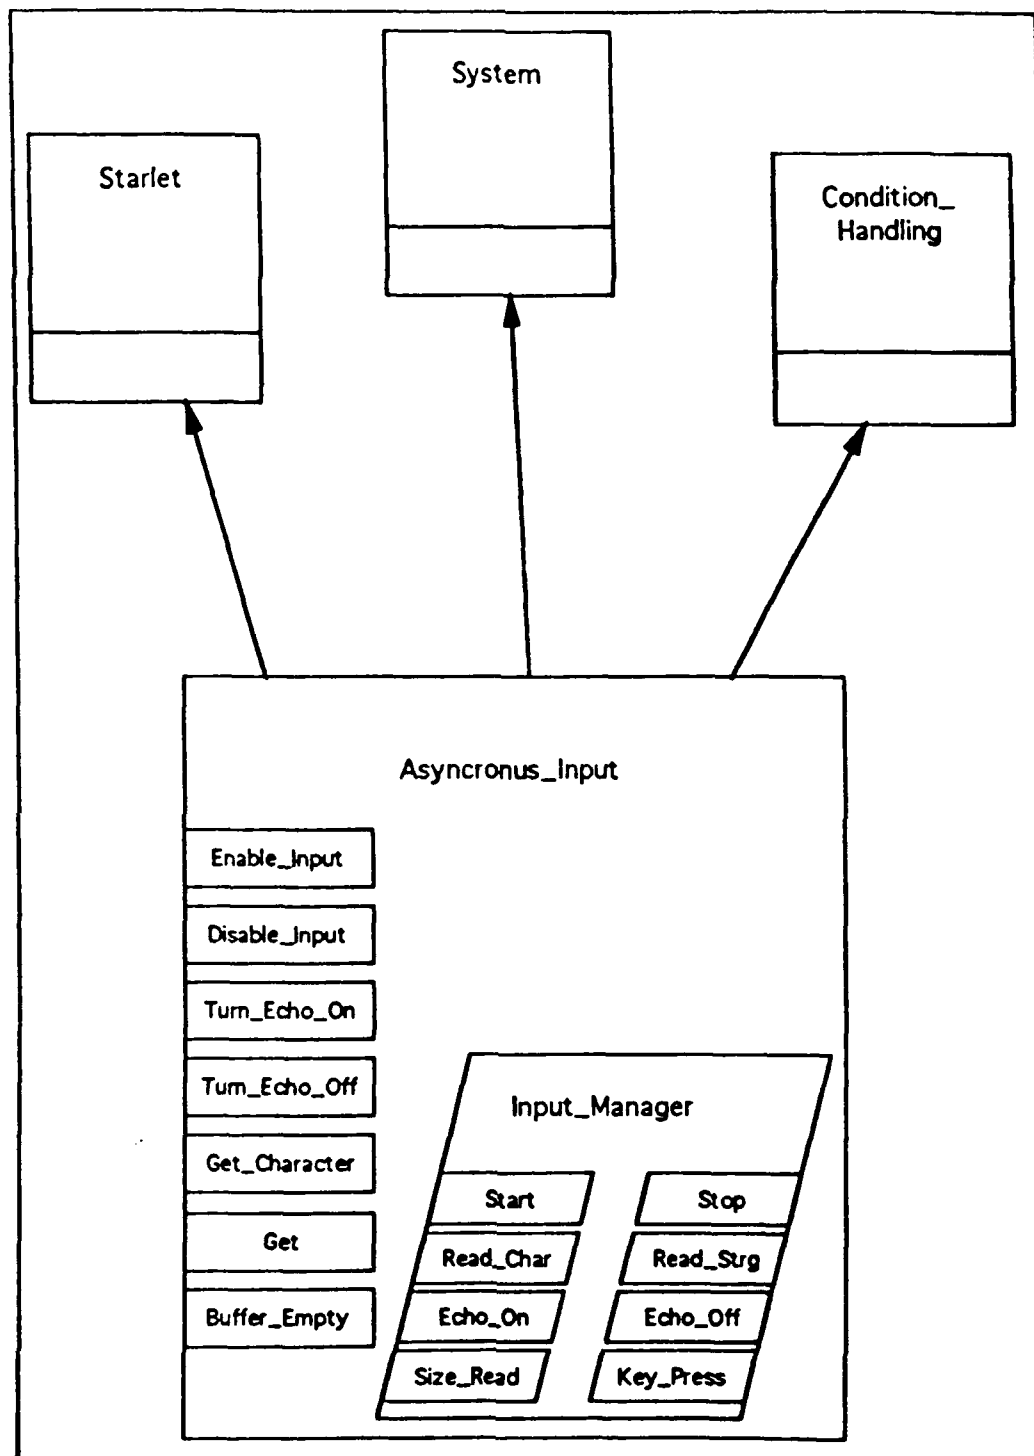 System
Starlet
Condition_
Handling
Asyncronus_Input
Enable_Input
Disable_Input
Turn_Echo_On
Turn_Echo_Off
Get_Character
Get
Buffer_Empty
Input_Manager
Start
Stop
Read_Char
Read_Strg
Echo_On
Echo_Off
Size_Read
Key_Press